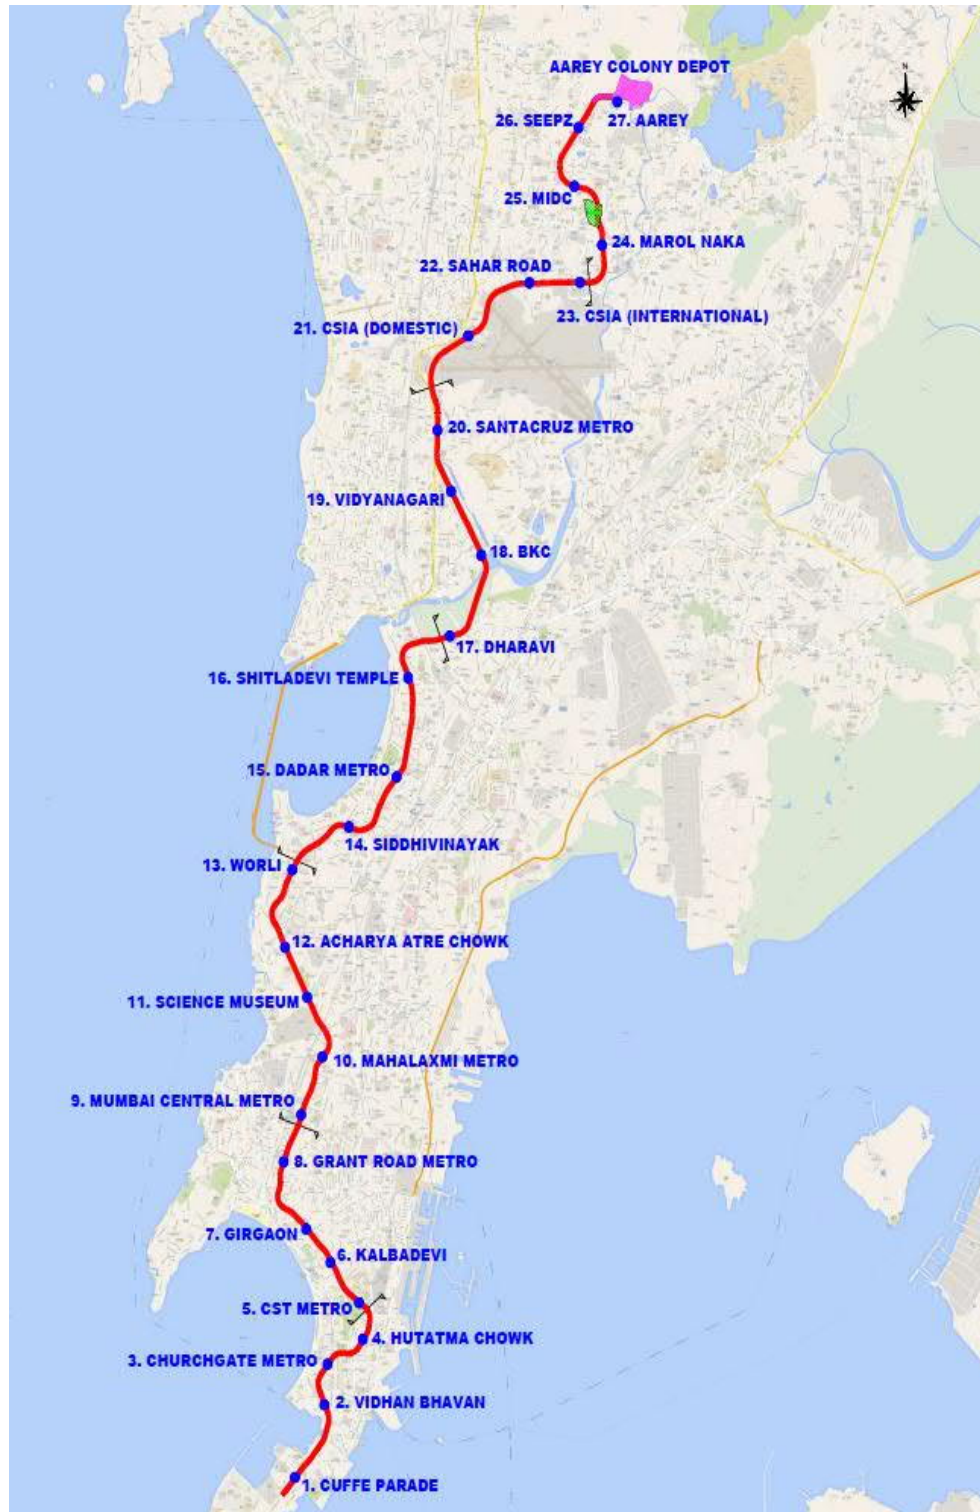 AAREY COLONY DEPOT
N
26. SEEPZ
27. AAREY
25. MIDC
24. MAROL NAKA
22. SAHAR ROAD
23. CSIA (INTERNATIONAL)
21. CSIA (DOMESTIC)
20. SANTACRUZ METRO
19. VIDYANAGARI
18. BKC
17. DHARAVI
16. SHITLADEVI TEMPLE
15. DADAR METRO
14. SIDDHIVINAYAK
13. WORLI
12. ACHARYA ATRE CHOWK
11. SCIENCE MUSEUM
10. MAHALAXMI METRO
9. MUMBAI CENTRAL METRO
8. GRANT ROAD METRO
7. GIRGAON
6. KALBADEVI
5. CST METRO
4. HUTATMA CHOWK
3. CHURCHGATE METRO
2. VIDHAN BHAVAN
1. CUFFE PARADE